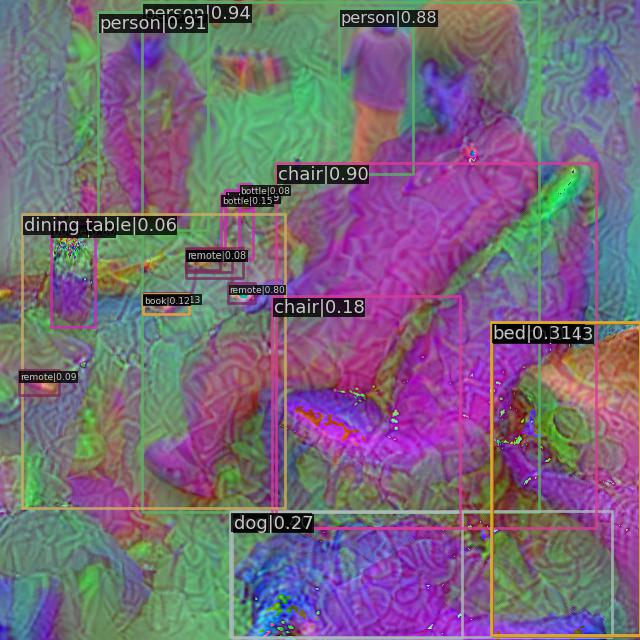 person|0.94
person|0.91
person|0.88
chair|0.90
bottle|0.08
bottle|0.15
dining table|0.06
remote|0.08
remote|0.80
book|0.12
chair|0.18
bed|0.31
remote|0.09
dog|0.27